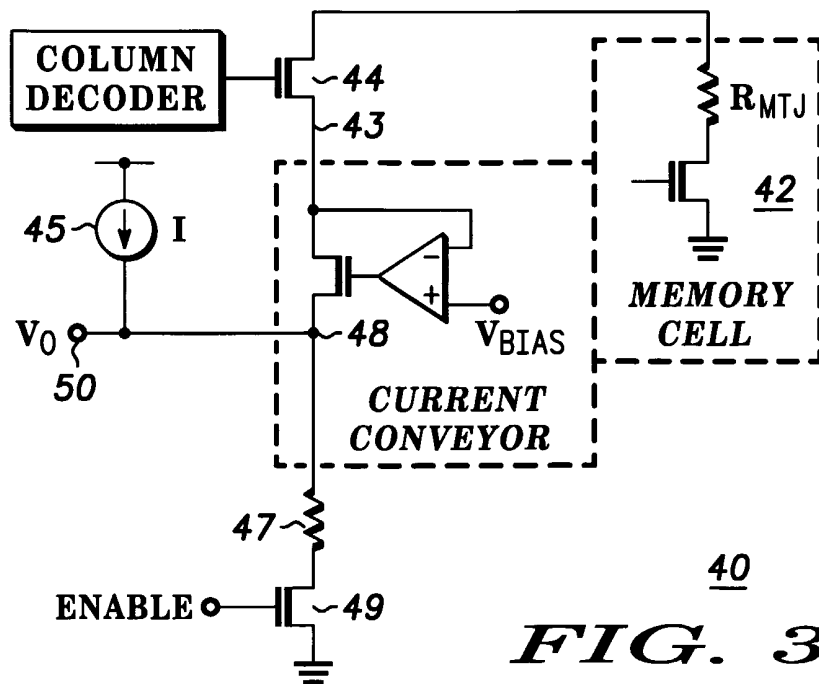 COLUMN
DECODER
44
43
R_MTJ
42
MEMORY
CELL
45
I
−
+
V_BIAS
V_0
50
48
CURRENT
CONVEYOR
47
ENABLE
49
40
FIG. 3